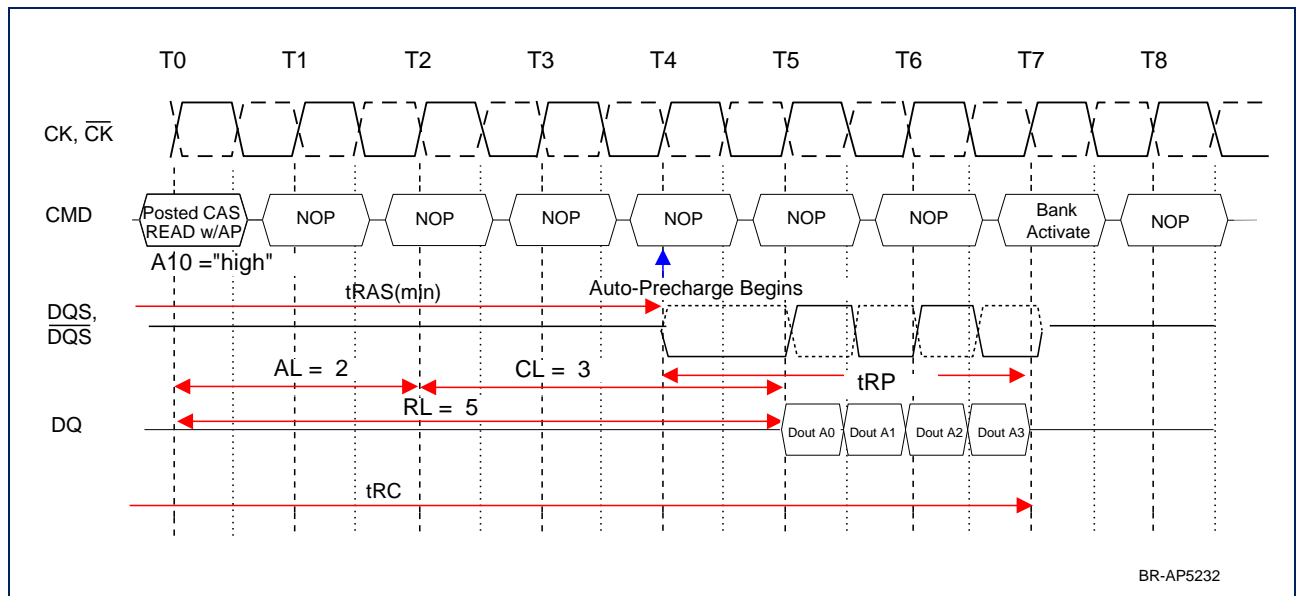 T0 T1 T2 T3 T4 T5 T6 T7 T8
CK, CK
CMD
Posted CAS
READ w/AP
NOP NOP NOP NOP NOP NOP
Bank
Activate
NOP
A10 ="high"
tRAS(min)
Auto-Precharge Begins
DQS,
DQS
AL = 2
CL = 3
tRP
RL = 5
DQ
Dout A0 Dout A1 Dout A2 Dout A3
tRC
BR-AP5232